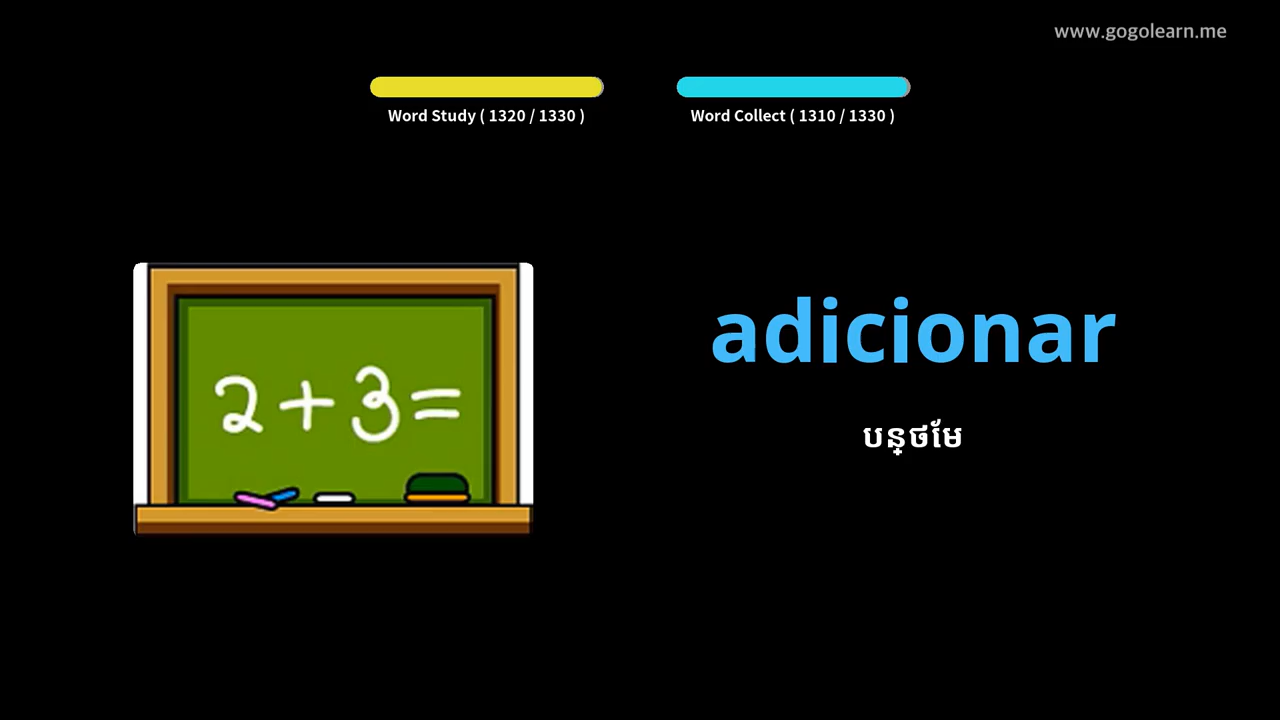 www.gogolearn.me
Word Study ( 1320 / 1330 )
Word Collect ( 1310 / 1330 )
2 + 3 =
adicionar
បន្ថែម